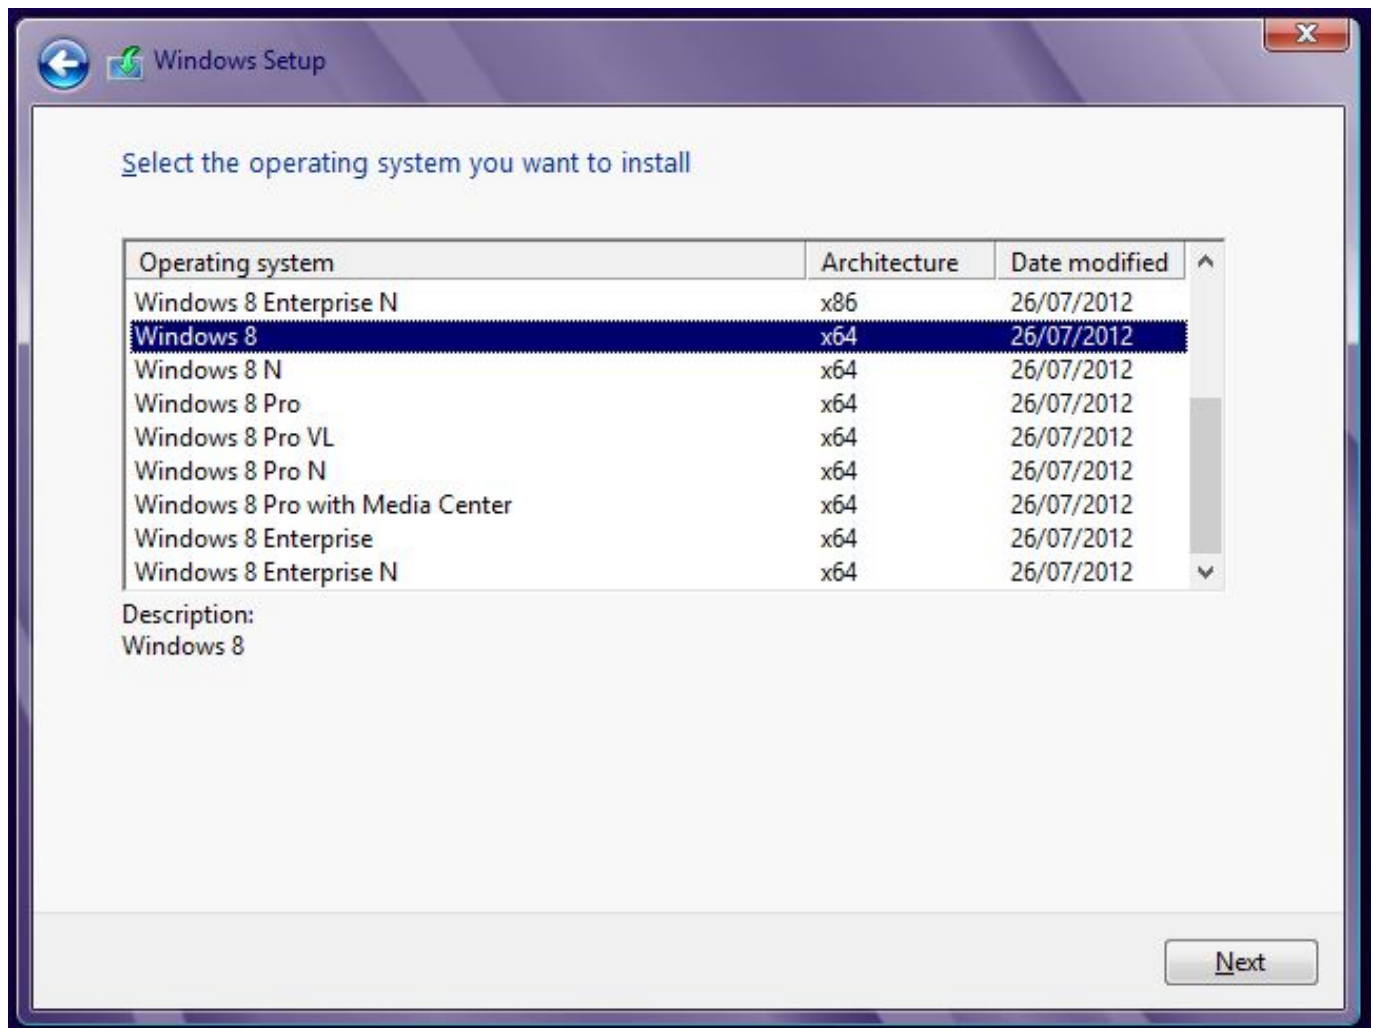 Windows Setup
Select the operating system you want to install
Operating system Architecture Date modified
Windows 8 Enterprise N x86 26/07/2012
Windows 8 x64 26/07/2012
Windows 8 N x64 26/07/2012
Windows 8 Pro x64 26/07/2012
Windows 8 Pro VL x64 26/07/2012
Windows 8 Pro N x64 26/07/2012
Windows 8 Pro with Media Center x64 26/07/2012
Windows 8 Enterprise x64 26/07/2012
Windows 8 Enterprise N x64 26/07/2012
Description:
Windows 8
Next